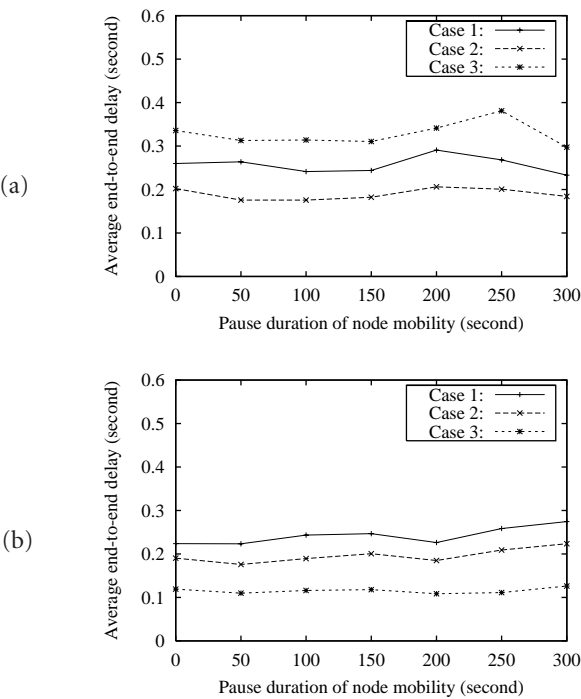 (a)
Average end-to-end delay (second)
0.6
0.5
0.4
0.3
0.2
0.1
0
Case 1:
Case 2:
Case 3:
0 50 100 150 200 250 300
Pause duration of node mobility (second)
(b)
Average end-to-end delay (second)
0.6
0.5
0.4
0.3
0.2
0.1
0
Case 1:
Case 2:
Case 3:
0 50 100 150 200 250 300
Pause duration of node mobility (second)